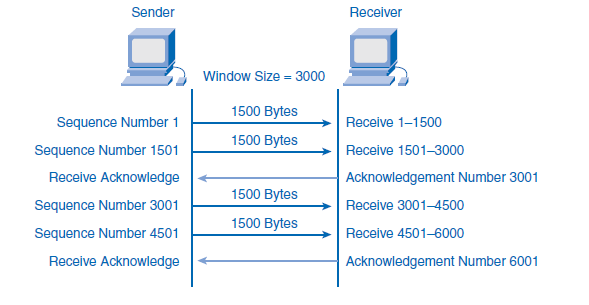 Sender Receiver
Window Size = 3000
1500 Bytes
Sequence Number 1 Receive 1–1500
1500 Bytes
Sequence Number 1501 Receive 1501–3000
Receive Acknowledge Acknowledgement Number 3001
1500 Bytes
Sequence Number 3001 Receive 3001–4500
1500 Bytes
Sequence Number 4501 Receive 4501–6000
Receive Acknowledge Acknowledgement Number 6001